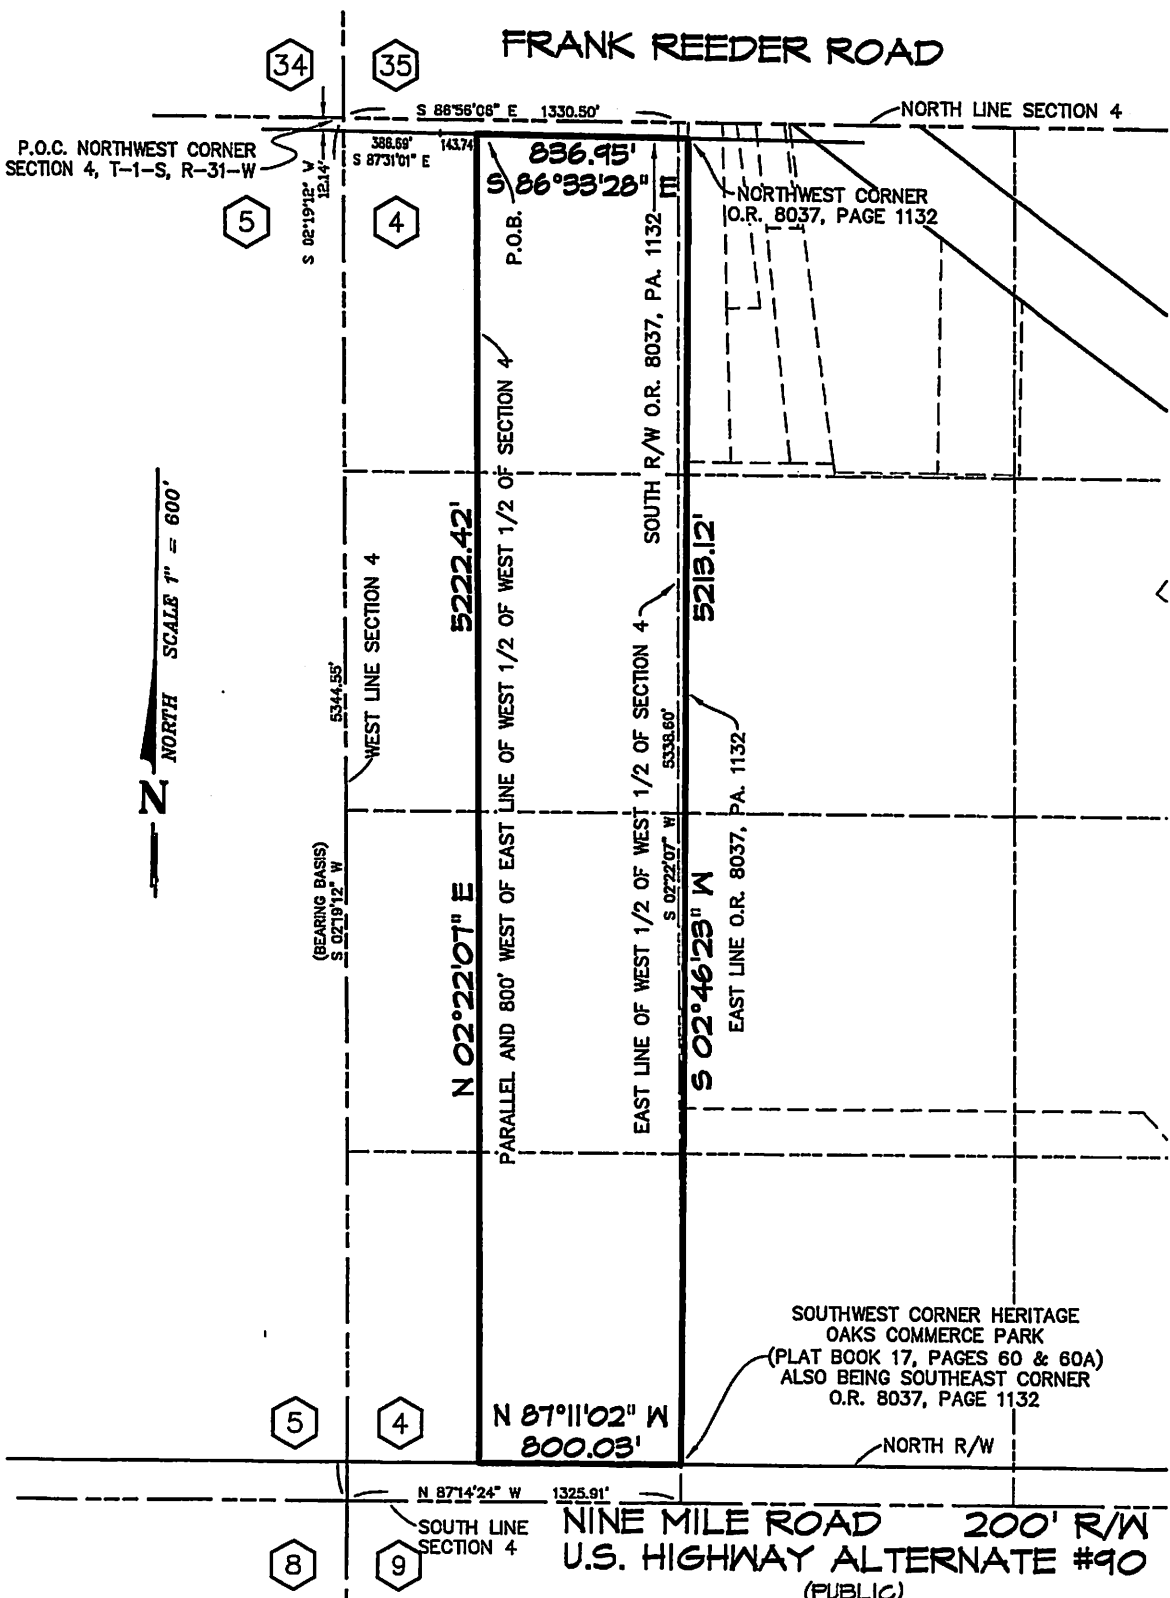 FRANK REEDER ROAD
34
35
S 86°56'06" E 1330.50'
NORTH LINE SECTION 4
P.O.C. NORTHWEST CORNER
SECTION 4, T-1-S, R-31-W
386.69'
S 87°31'01" E
143.74'
836.95'
S 86°33'28" E
S 02°19'12" W
12.14'
NORTHWEST CORNER
O.R. 8037, PAGE 1132
5
4
P.O.B.
SOUTH R/W O.R. 8037, PA. 1132
NORTH SCALE 1" = 600'
N
WEST LINE SECTION 4
5344.55'
(BEARING BASIS)
S 02°19'12" W
5222.42'
N 02°22'07" E
PARALLEL AND 800' WEST OF EAST LINE OF WEST 1/2 OF WEST 1/2 OF SECTION 4
EAST LINE OF WEST 1/2 OF WEST 1/2 OF SECTION 4
S 02°22'07" W 5338.60'
5213.12'
S 02°46'23" W
EAST LINE O.R. 8037, PA. 1132
SOUTHWEST CORNER HERITAGE
OAKS COMMERCE PARK
(PLAT BOOK 17, PAGES 60 & 60A)
ALSO BEING SOUTHEAST CORNER
O.R. 8037, PAGE 1132
5
4
N 87°11'02" W
800.03'
NORTH R/W
N 87°14'24" W 1325.91'
SOUTH LINE
SECTION 4
8
9
NINE MILE ROAD 200' R/W
U.S. HIGHWAY ALTERNATE #90
(PUBLIC)